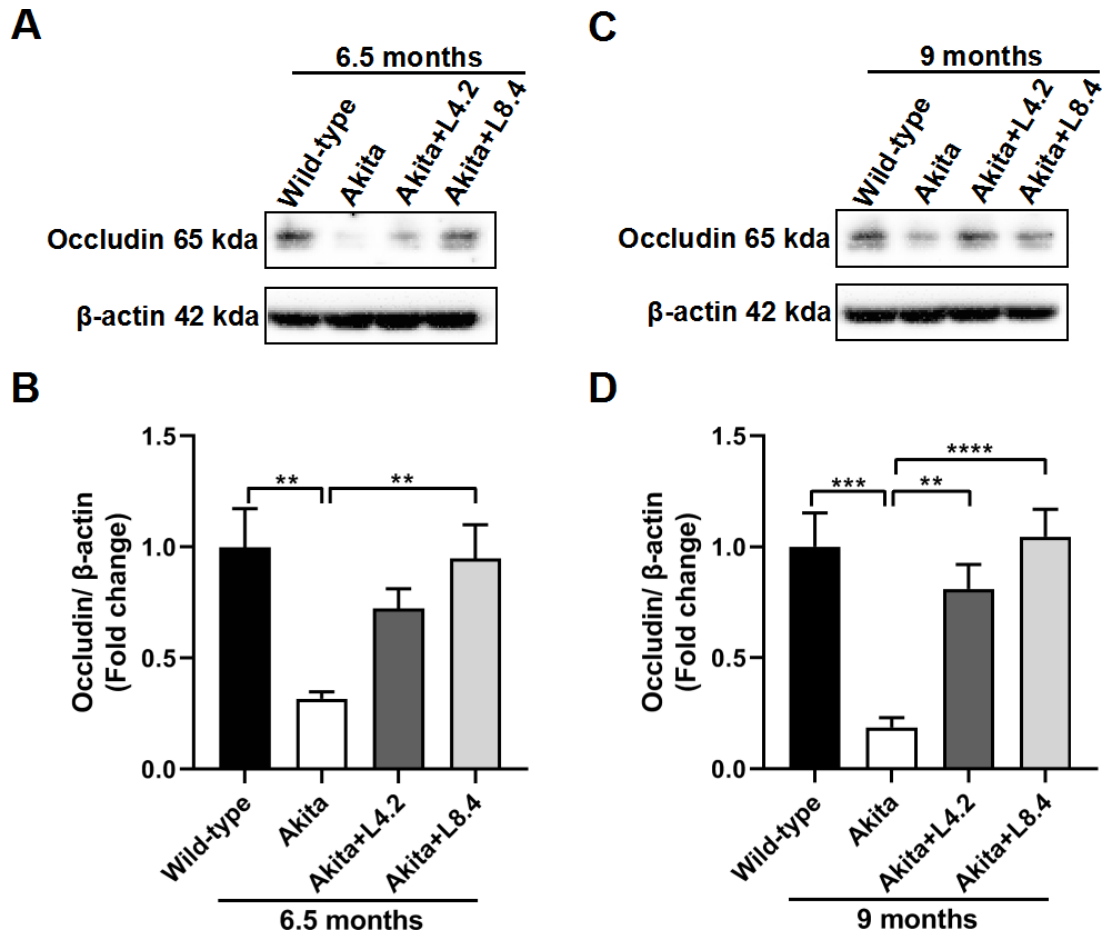 A
6.5 months
Wild-type
Akita
Akita+L4.2
Akita+L8.4
Occludin 65 kda
β-actin 42 kda
C
9 months
Wild-type
Akita
Akita+L4.2
Akita+L8.4
Occludin 65 kda
β-actin 42 kda
B
Occludin/ β-actin
(Fold change)
1.5
1.0
0.5
0.0
**
**
Wild-type
Akita
Akita+L4.2
Akita+L8.4
6.5 months
D
Occludin/ β-actin
(Fold change)
1.5
1.0
0.5
0.0
****
***
**
Wild-type
Akita
Akita+L4.2
Akita+L8.4
9 months